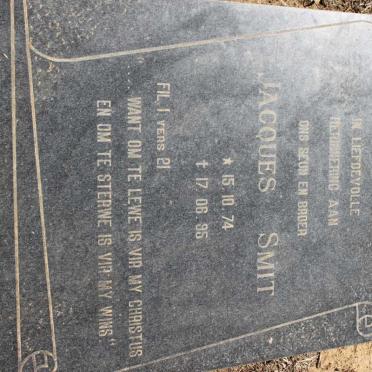 IN LIEFDEVOLLE
HERINNERING AAN
ONS SEUN EN BROER
JACQUES SMIT
★ 15.10.74
† 17.06.95
FIL, 1 VERS 21
WANT OM TE LEWE IS VIR MY CHRISTUS
EN OM TE STERWE IS VIR MY WINS"